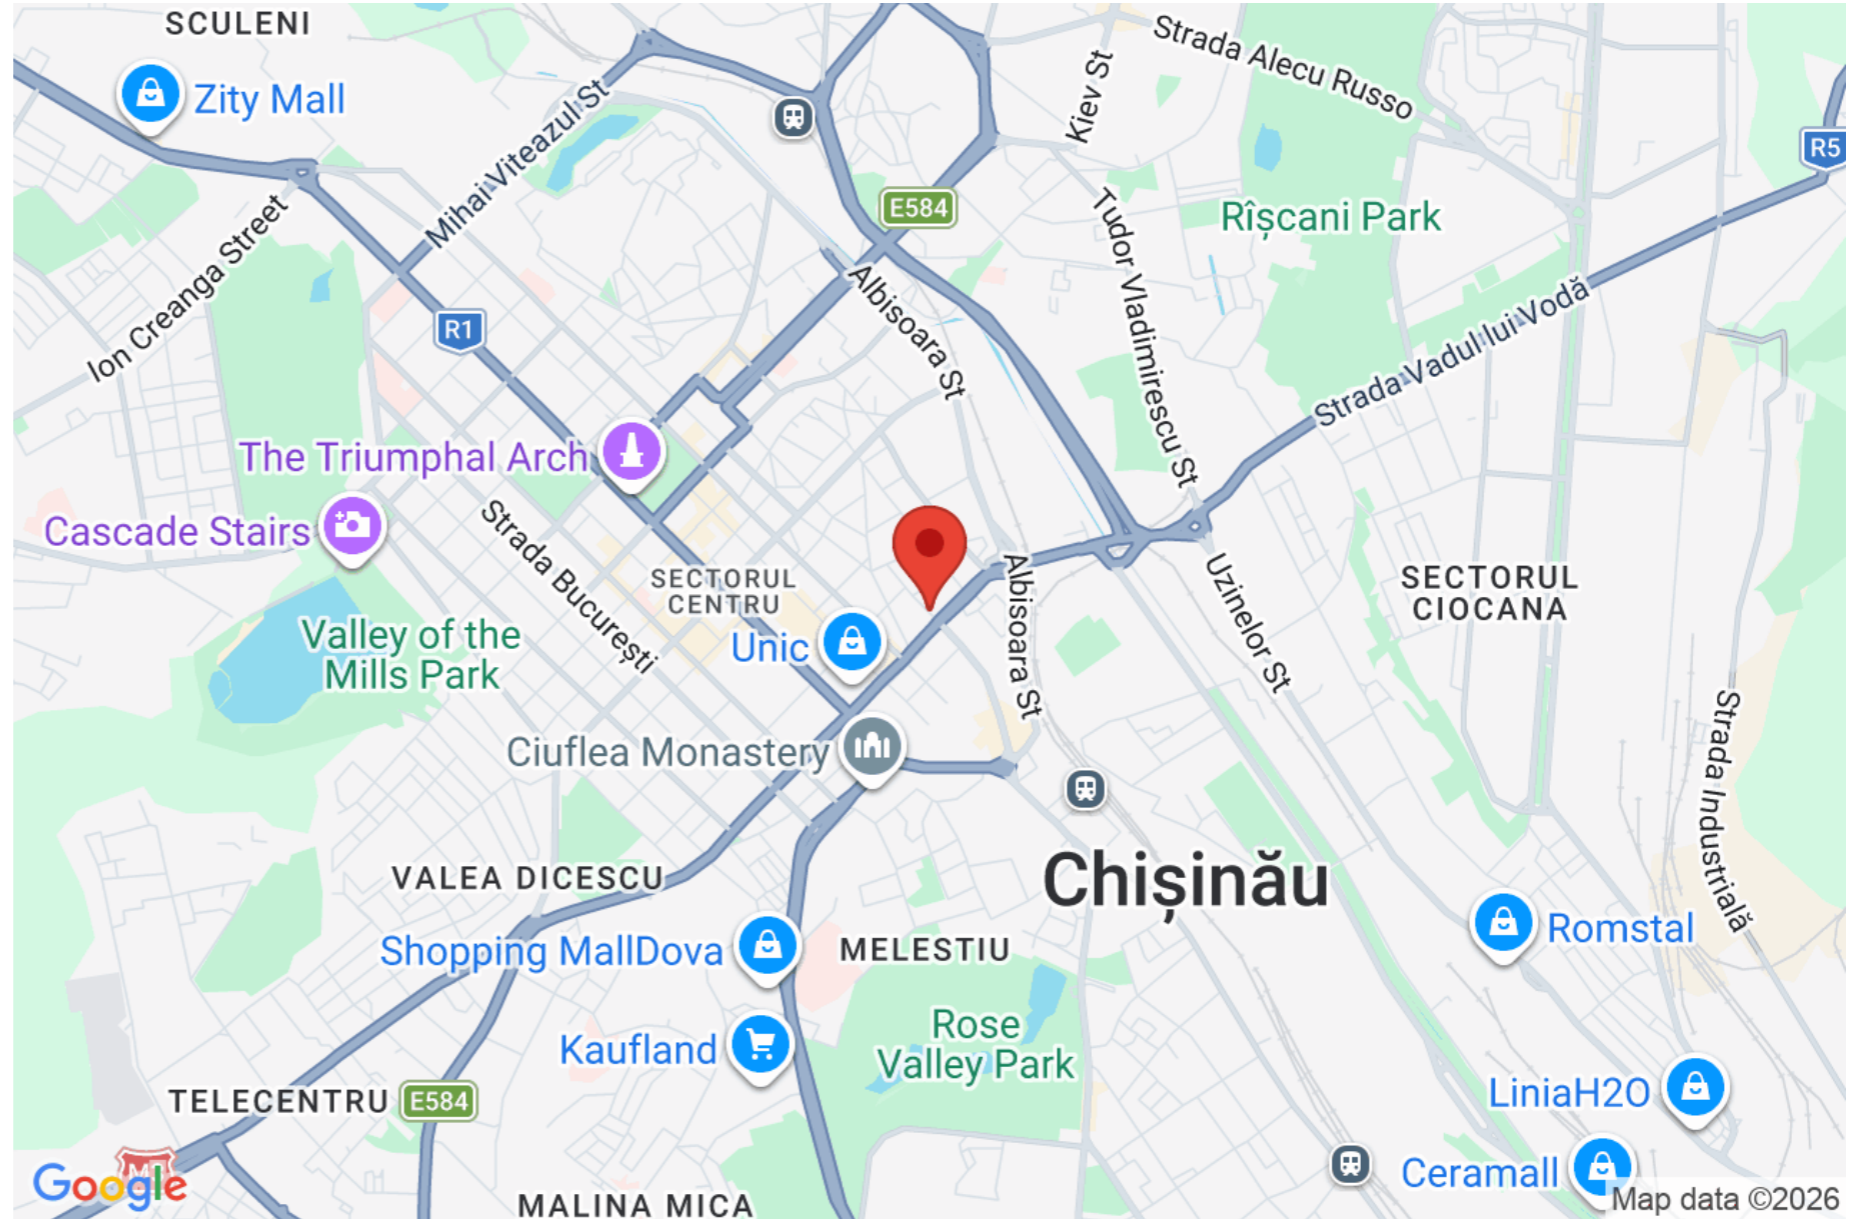 SCULENI
Zity Mall
Mihai Viteazul St
Ion Creanga Street
R1
E584
Albisoara St
Kiev St
Strada Alecu Russo
Tudor Vladimirescu St
Rîșcani Park
R5
Strada Vadul lui Vodă
The Triumphal Arch
Cascade Stairs
Strada București
SECTORUL
CENTRU
Valley of the
Mills Park
Unic
Albisoara St
Uzinelor St
SECTORUL
CIOCANA
Strada Industrială
Ciuflea Monastery
VALEA DICESCU
Chișinău
Shopping MallDova
MELESTIU
Romstal
Kaufland
Rose
Valley Park
TELECENTRU
E584
LiniaH2O
Ceramall
MALINA MICA
Google
Map data ©2026